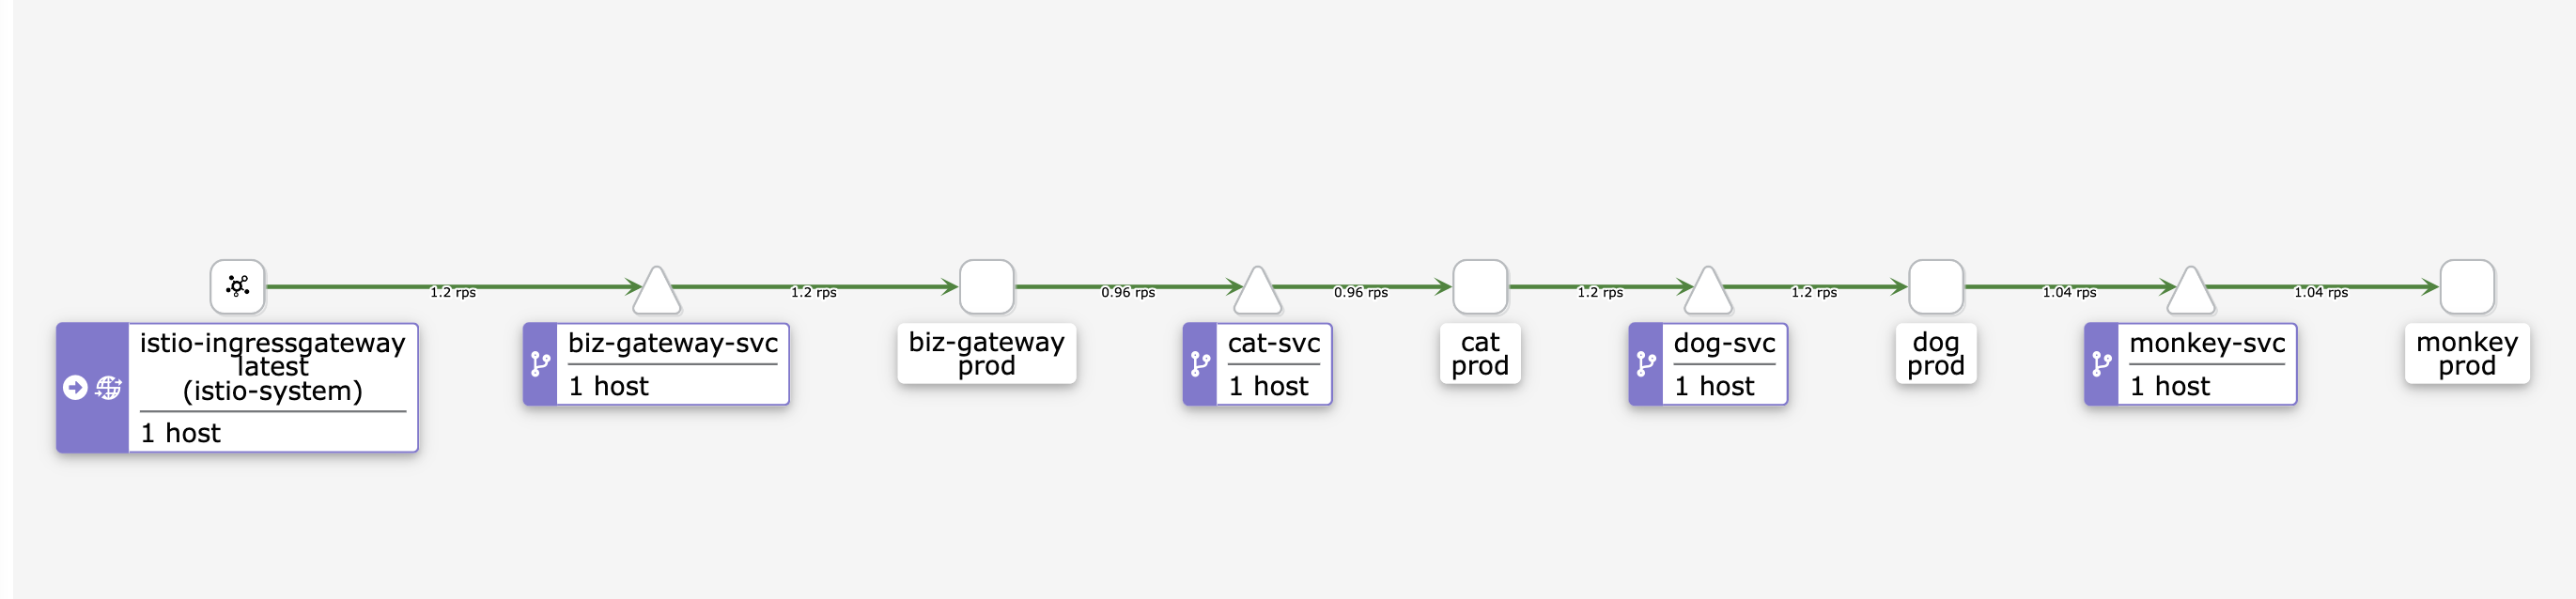 1.2 rps
1.2 rps
0.96 rps
0.96 rps
1.2 rps
1.2 rps
1.04 rps
1.04 rps
istio-ingressgateway
latest
(istio-system)
1 host
biz-gateway-svc
1 host
biz-gateway
prod
cat-svc
1 host
cat
prod
dog-svc
1 host
dog
prod
monkey-svc
1 host
monkey
prod